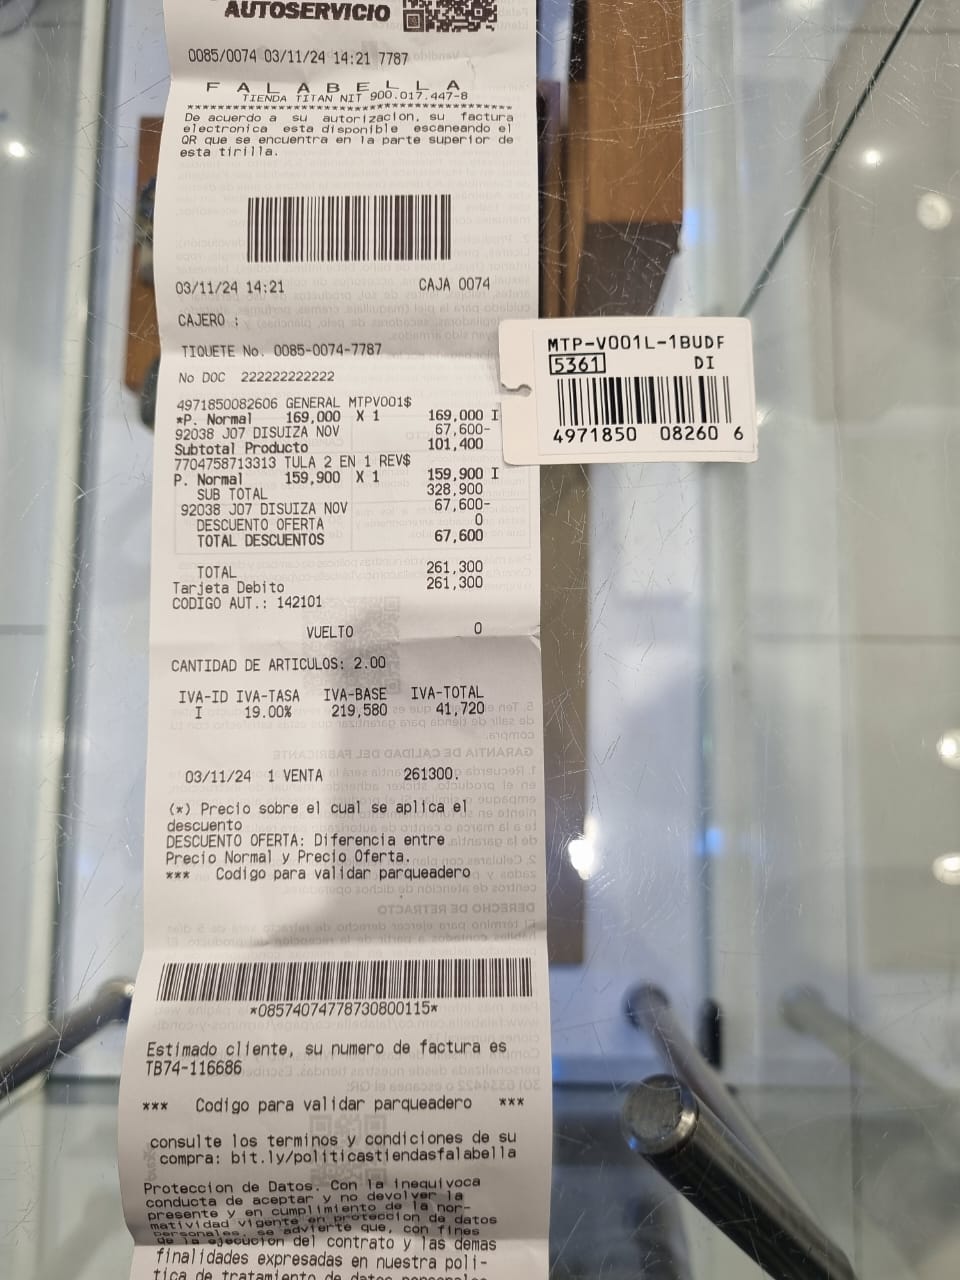 AUTOSERVICIO
0085/0074 03/11/24 14:21 7787
F A L A B E L L A
TIENDA TITAN NIT 900.017.447-8
**************************************************
De acuerdo a su autorizacion, su factura
electronica esta disponible escaneando el
QR que se encuentra en la parte superior de
esta tirilla.
03/11/24 14:21 CAJA 0074
CAJERO :
TIQUETE No. 0085-0074-7787
No DOC 222222222222
4971850082606 GENERAL MTPV001$
*P. Normal 169,000 X 1 169,000 I
92038 J07 DISUIZA NOV 67,600-
Subtotal Producto 101,400
7704758713313 TULA 2 EN 1 REV$
P. Normal 159,900 X 1 159,900 I
SUB TOTAL 328,900
92038 J07 DISUIZA NOV 67,600-
DESCUENTO OFERTA 0
TOTAL DESCUENTOS 67,600
TOTAL 261,300
Tarjeta Debito 261,300
CODIGO AUT.: 142101
VUELTO 0
CANTIDAD DE ARTICULOS: 2.00
IVA-ID IVA-TASA IVA-BASE IVA-TOTAL
I 19.00% 219,580 41,720
03/11/24 1 VENTA 261300.
(*) Precio sobre el cual se aplica el
descuento
DESCUENTO OFERTA: Diferencia entre
Precio Normal y Precio Oferta.
*** Codigo para validar parqueadero
*08574074778730800115*
Estimado cliente, su numero de factura es
TB74-116686
*** Codigo para validar parqueadero ***
consulte los terminos y condiciones de su
compra: bit.ly/politicastiendasfalabella
Proteccion de Datos. Con la inequivoca
conducta de aceptar y no devolver la
presente y en cumplimiento de la nor-
matividad vigente en proteccion de datos
personales, se advierte que, con fines
de la ejecucion del contrato y las demas
finalidades expresadas en nuestra poli-
tica de tratamiento de datos
MTP-V001L-1BUDF
5361 DI
4971850 08260 6